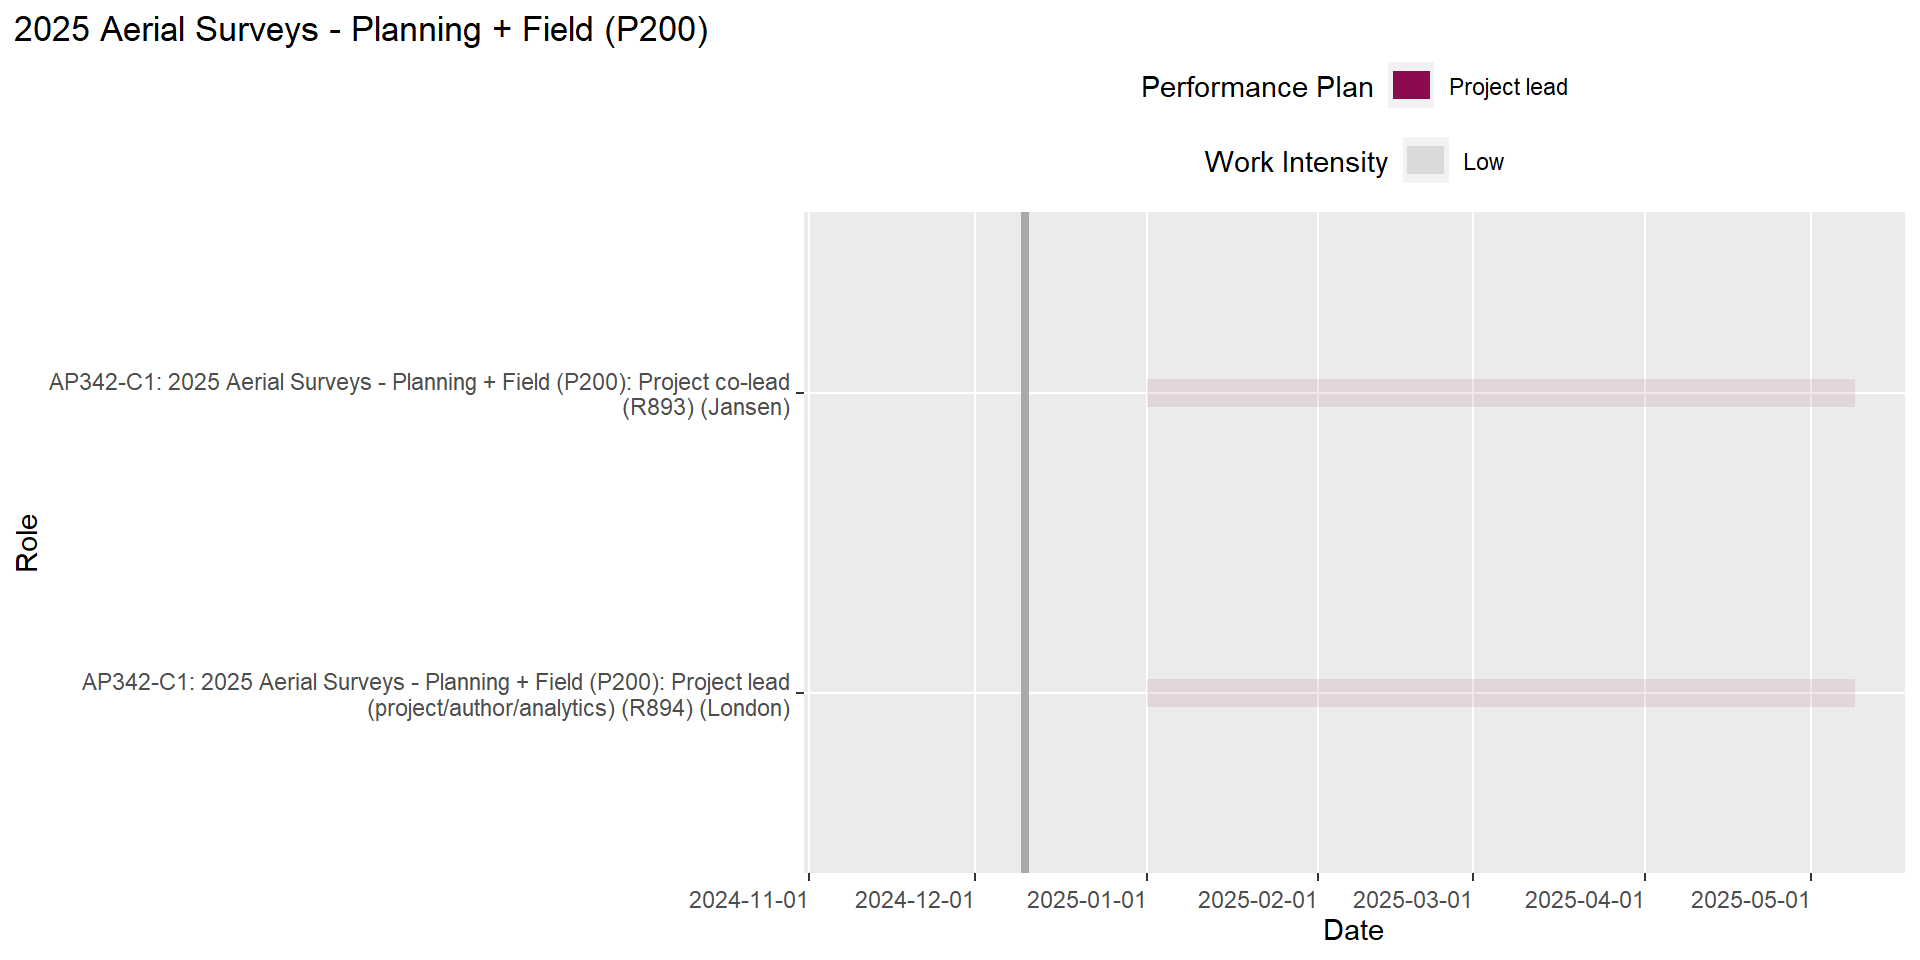 2025 Aerial Surveys - Planning + Field (P200)
Performance Plan Project lead
Work Intensity Low
AP342-C1: 2025 Aerial Surveys - Planning + Field (P200): Project co-lead
(R893) (Jansen)
Role
AP342-C1: 2025 Aerial Surveys - Planning + Field (P200): Project lead
(project/author/analytics) (R894) (London)
2024-11-01 2024-12-01 2025-01-01 2025-02-01 2025-03-01 2025-04-01 2025-05-01
Date